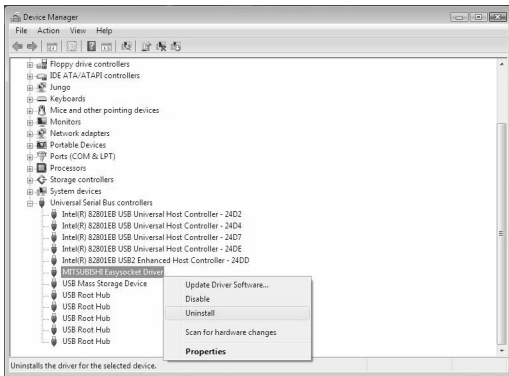 Device Manager
File Action View Help
Floppy drive controllers
IDE ATA/ATAPI controllers
Jungo
Keyboards
Mice and other pointing devices
Monitors
Network adapters
Portable Devices
Ports (COM & LPT)
Processors
Storage controllers
System devices
Universal Serial Bus controllers
Intel(R) 82801EB USB Universal Host Controller - 24D2
Intel(R) 82801EB USB Universal Host Controller - 24D4
Intel(R) 82801EB USB Universal Host Controller - 24D7
Intel(R) 82801EB USB Universal Host Controller - 24DE
Intel(R) 82801EB USB2 Enhanced Host Controller - 24DD
MITSUBISHI Easysocket Driver
USB Mass Storage Device
USB Root Hub
USB Root Hub
USB Root Hub
USB Root Hub
USB Root Hub
Update Driver Software...
Disable
Uninstall
Scan for hardware changes
Properties
Uninstalls the driver for the selected device.